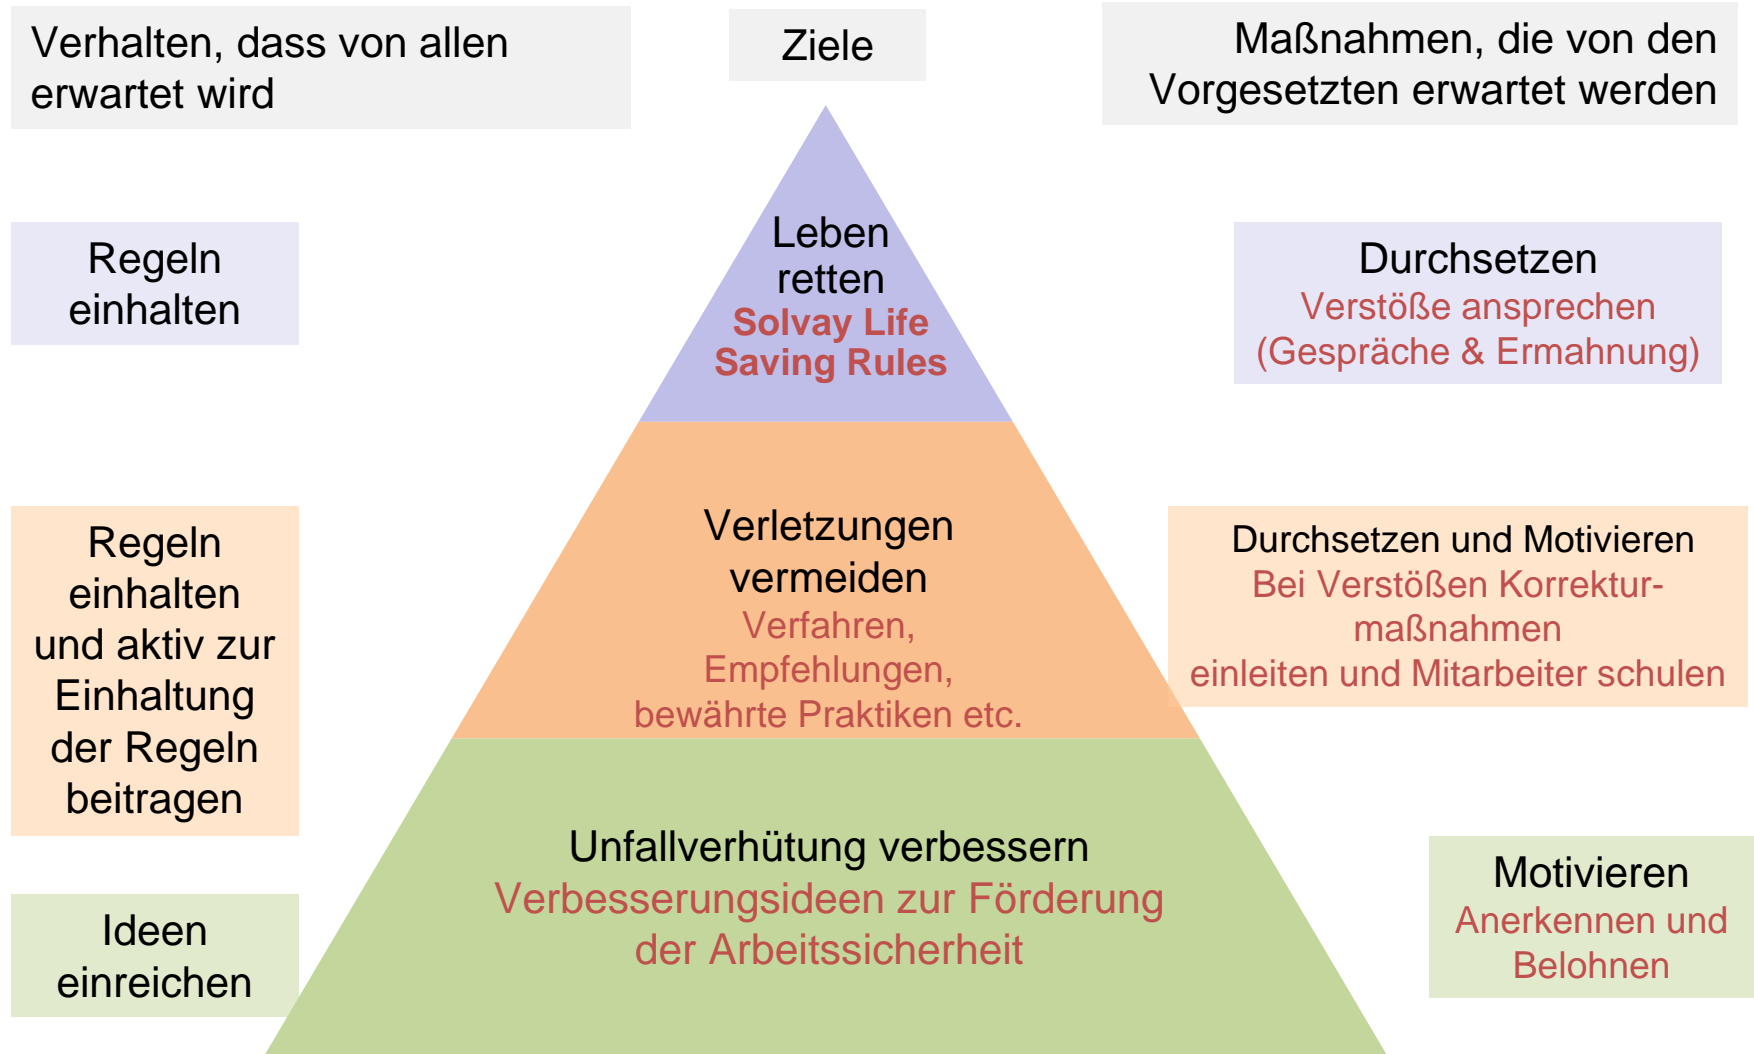 Verhalten, dass von allen
erwartet wird
Ziele
Maßnahmen, die von den
Vorgesetzten erwartet werden
Regeln
einhalten
Leben
retten
Solvay Life
Saving Rules
Durchsetzen
Verstöße ansprechen
(Gespräche & Ermahnung)
Regeln
einhalten
und aktiv zur
Einhaltung
der Regeln
beitragen
Verletzungen
vermeiden
Verfahren,
Empfehlungen,
bewährte Praktiken etc.
Durchsetzen und Motivieren
Bei Verstößen Korrektur-
maßnahmen
einleiten und Mitarbeiter schulen
Ideen
einreichen
Unfallverhütung verbessern
Verbesserungsideen zur Förderung
der Arbeitssicherheit
Motivieren
Anerkennen und
Belohnen